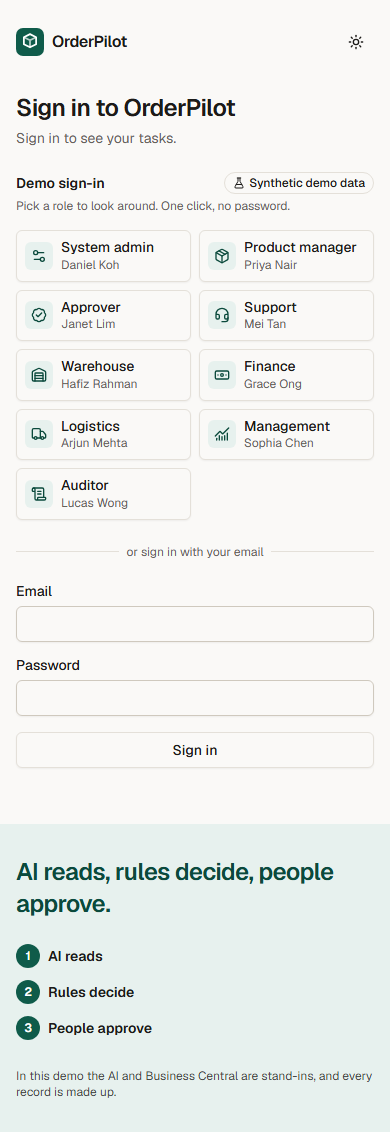 OrderPilot
Sign in to OrderPilot
Sign in to see your tasks.
Demo sign-in
Synthetic demo data
Pick a role to look around. One click, no password.
System admin
Daniel Koh
Product manager
Priya Nair
Approver
Janet Lim
Support
Mei Tan
Warehouse
Hafiz Rahman
Finance
Grace Ong
Logistics
Arjun Mehta
Management
Sophia Chen
Auditor
Lucas Wong
or sign in with your email
Email
Password
Sign in
AI reads, rules decide, people
approve.
1 AI reads
2 Rules decide
3 People approve
In this demo the AI and Business Central are stand-ins, and every
record is made up.